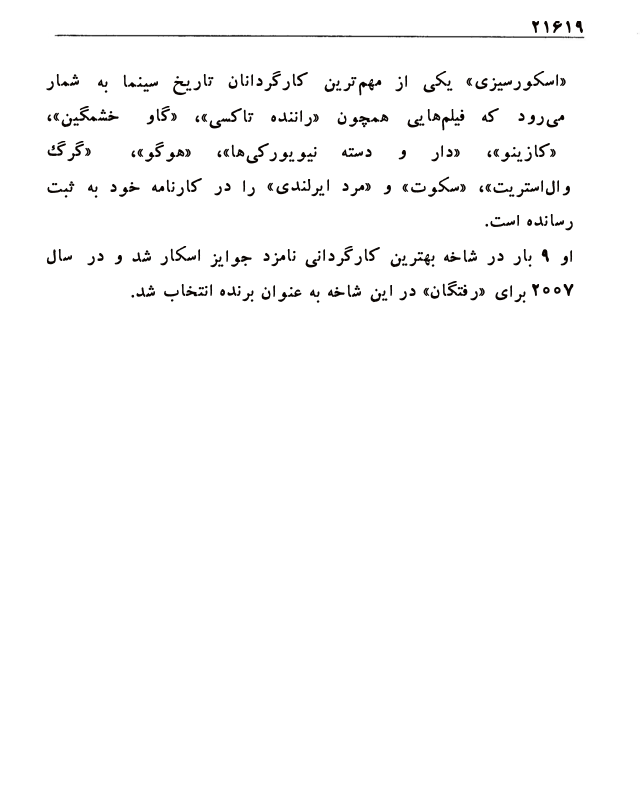 ۲۱۶۱۹
«اسکورسیزی» یکی از مهم‌ترین کارگردانان تاریخ سینما به شمار
می‌رود که فیلم‌هایی همچون «راننده تاکسی»، «گاو خشمگین»،
«کازینو»، «دار و دسته نیویورکی‌ها»، «هوگو»، «گرگ
وال‌استریت»، «سکوت» و «مرد ایرلندی» را در کارنامه خود به ثبت
رسانده است.
او ۹ بار در شاخه بهترین کارگردانی نامزد جوایز اسکار شد و در سال
۲۰۰۷ برای «رفتگان» در این شاخه به عنوان برنده انتخاب شد.